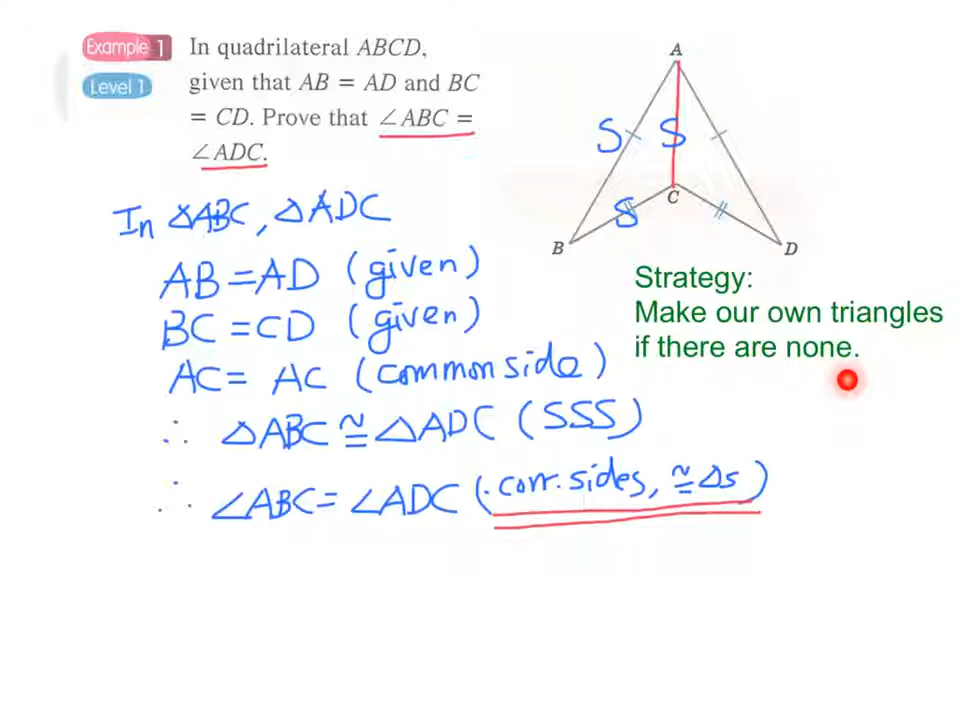 Example 1 In quadrilateral ABCD,
Level 1 given that AB = AD and BC
= CD. Prove that ∠ABC =
∠ADC.
A
S S
S
C
B
D
In △ABC, △ADC
AB = AD (given)
BC = CD (given)
AC = AC (common side)
∴ △ABC ≅ △ADC (SSS)
∴ ∠ABC = ∠ADC (corr. sides, ≅ △s)
Strategy:
Make our own triangles
if there are none.